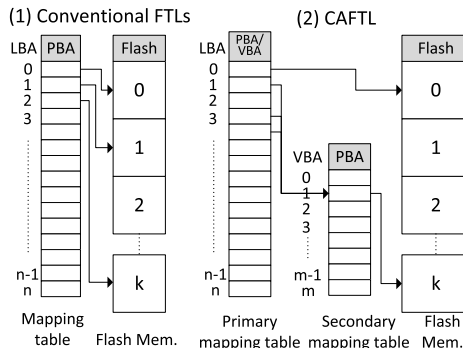 (1) Conventional FTLs
(2) CAFTL
LBA
PBA
Flash
0
1
2
3
n-1
n
0
1
2
k
Mapping
table
Flash Mem.
LBA
PBA/
VBA
0
1
2
3
n-1
n
VBA
PBA
0
1
2
3
m-1
m
Flash
0
1
2
k
Primary
mapping table
Secondary
mapping table
Flash
Mem.